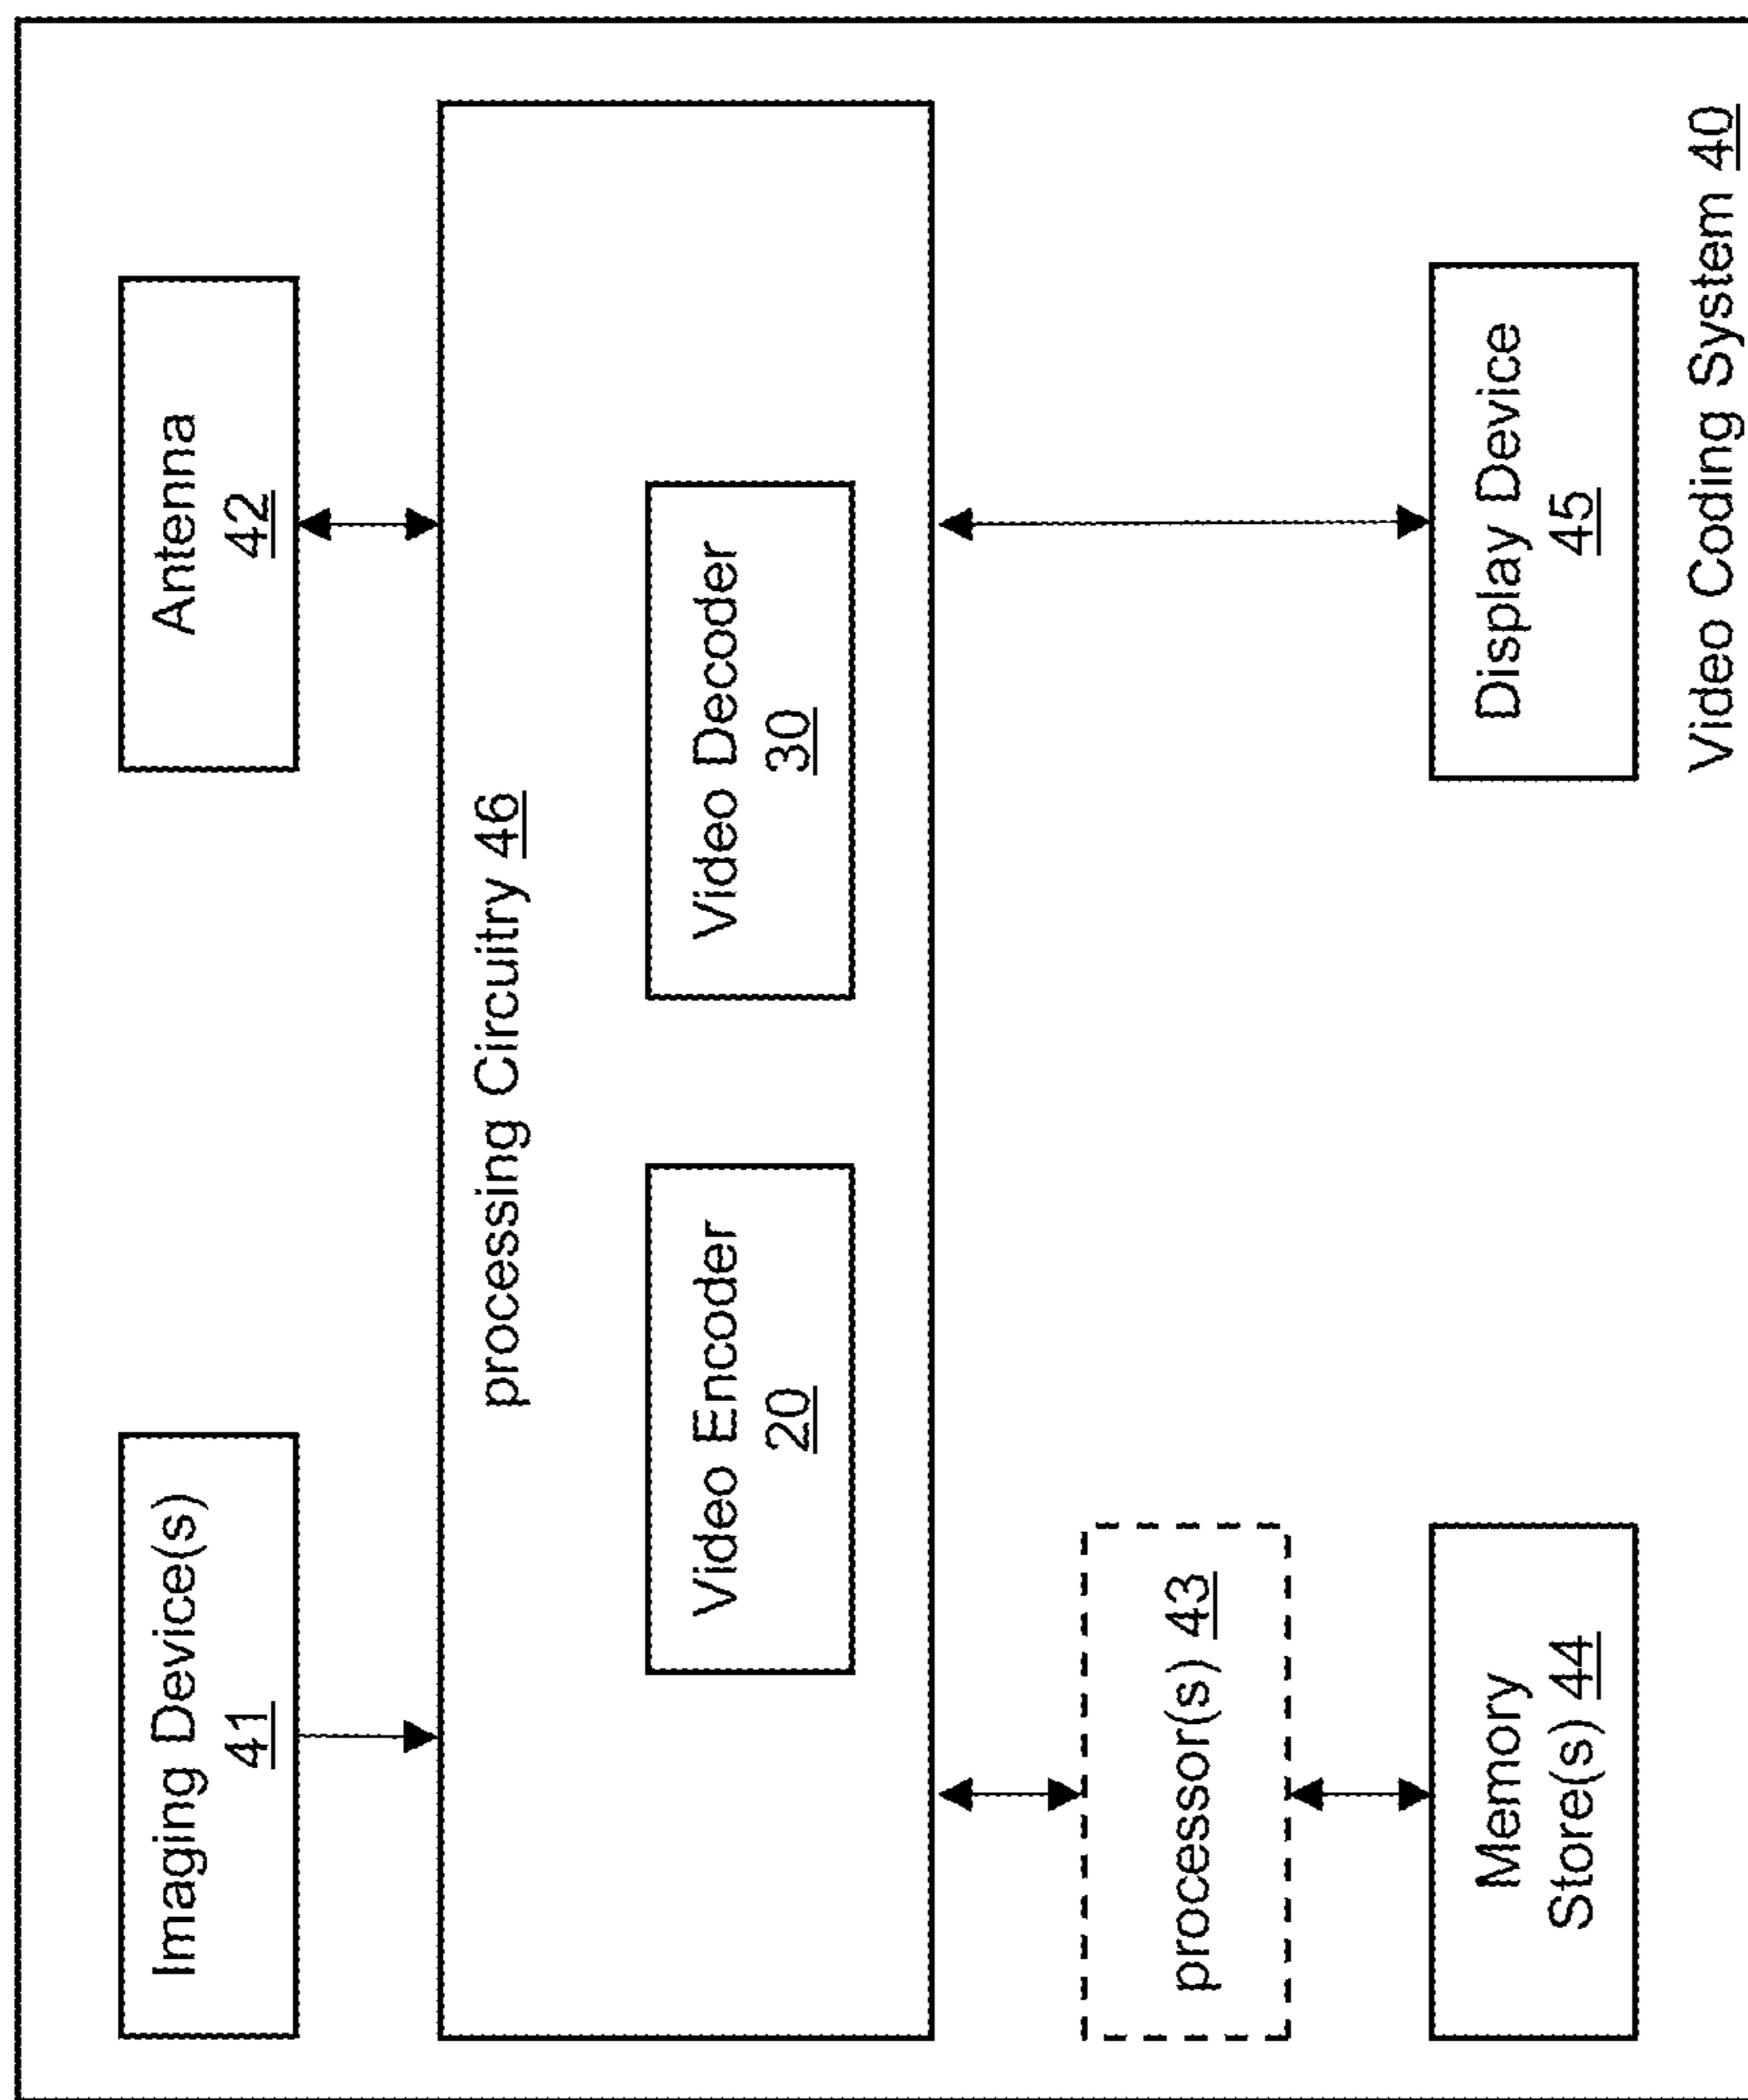 Imaging Device(s)
41
Antenna
42
processing Circuitry 46
Video Encoder
20
Video Decoder
30
processor(s) 43
Memory
Store(s) 44
Display Device
45
Video Coding System 40